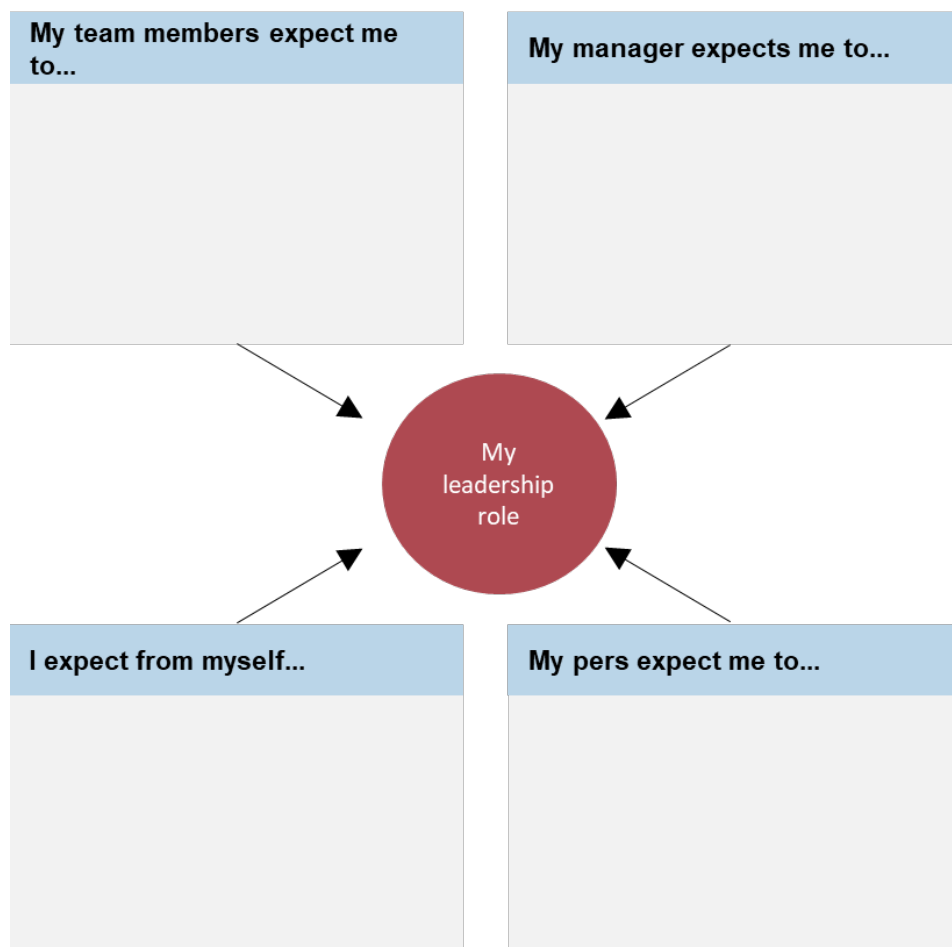 My team members expect me
to...
My manager expects me to...
My
leadership
role
I expect from myself...
My pers expect me to...